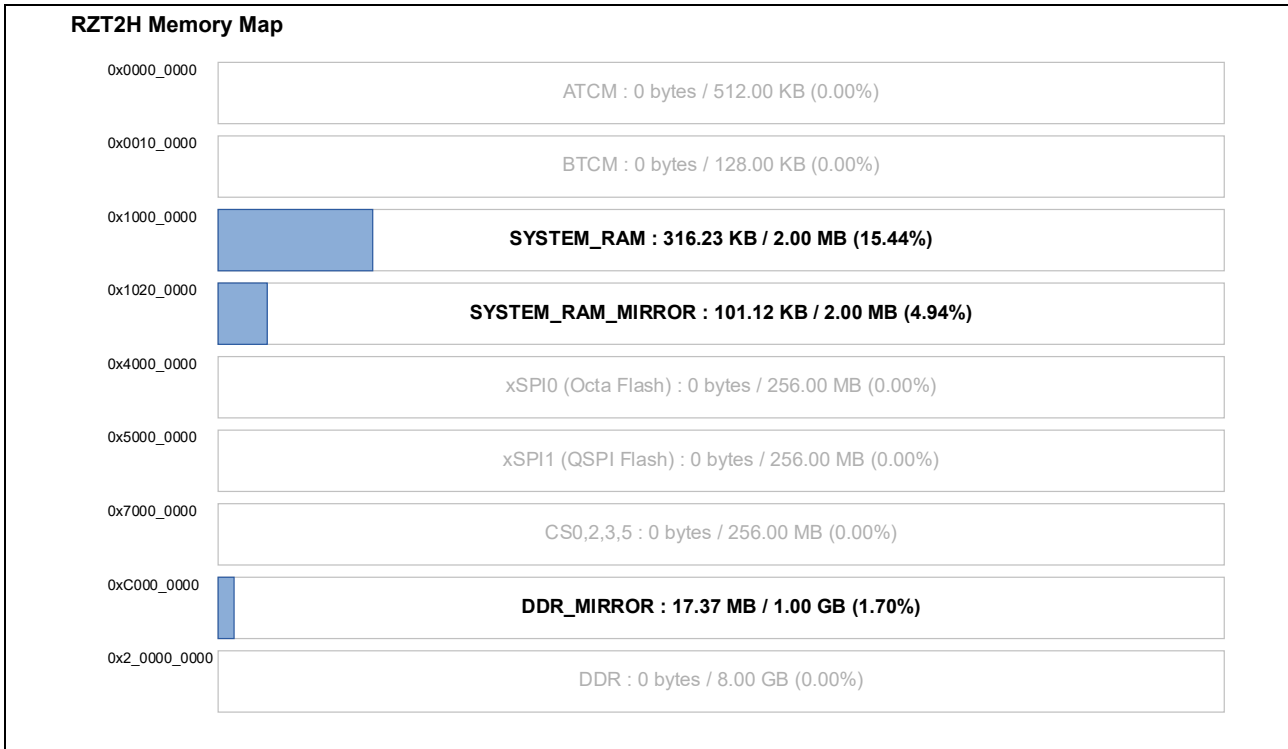 RZT2H Memory Map
0x0000_0000
ATCM : 0 bytes / 512.00 KB (0.00%)
0x0010_0000
BTCM : 0 bytes / 128.00 KB (0.00%)
0x1000_0000
SYSTEM_RAM : 316.23 KB / 2.00 MB (15.44%)
0x1020_0000
SYSTEM_RAM_MIRROR : 101.12 KB / 2.00 MB (4.94%)
0x4000_0000
xSPI0 (Octa Flash) : 0 bytes / 256.00 MB (0.00%)
0x5000_0000
xSPI1 (QSPI Flash) : 0 bytes / 256.00 MB (0.00%)
0x7000_0000
CS0,2,3,5 : 0 bytes / 256.00 MB (0.00%)
0xC000_0000
DDR_MIRROR : 17.37 MB / 1.00 GB (1.70%)
0x2_0000_0000
DDR : 0 bytes / 8.00 GB (0.00%)